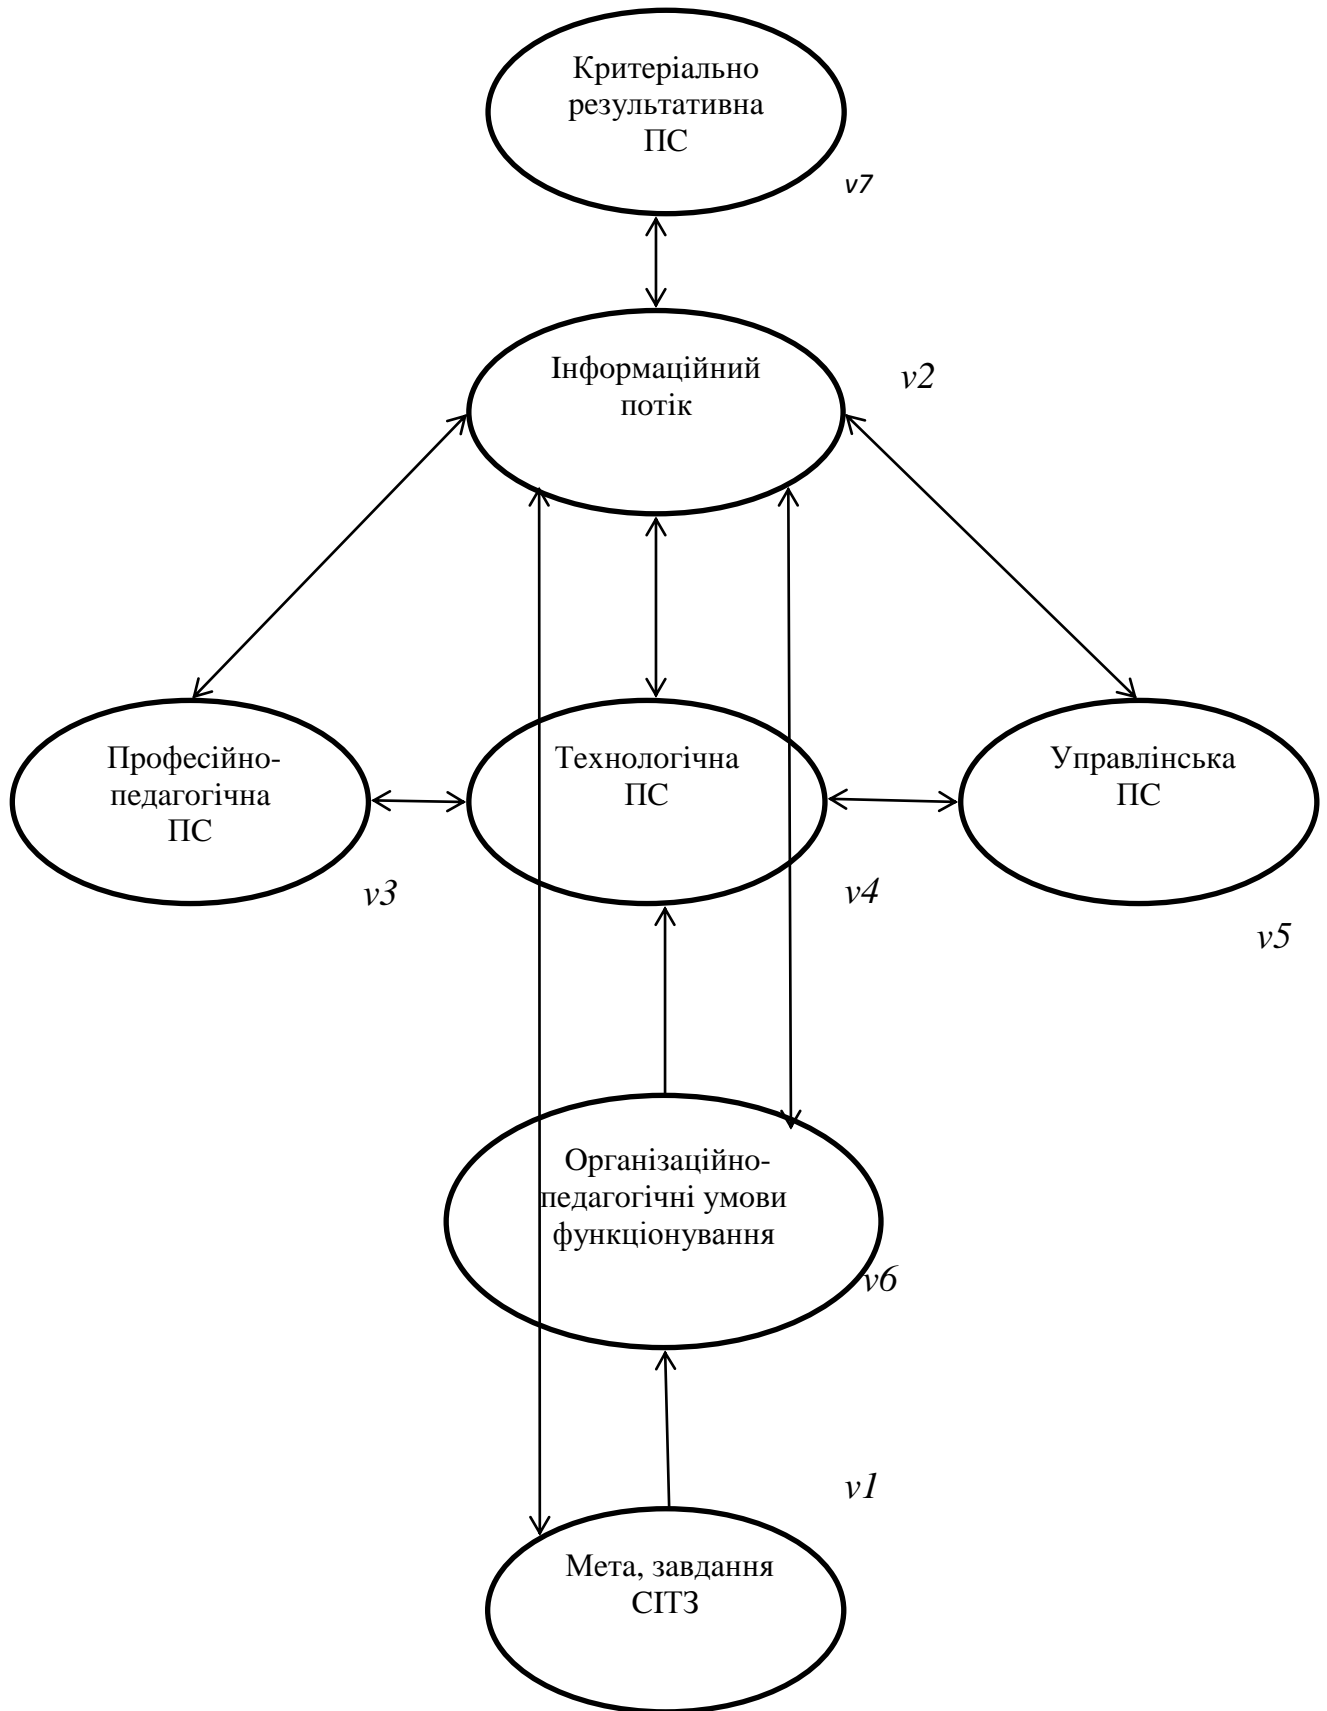 Критеріально
результативна
ПС
v7
Інформаційний
потік
v2
Професійно-
педагогічна
ПС
v3
Технологічна
ПС
v4
Управлінська
ПС
v5
Організаційно-
педагогічні умови
функціонування
v6
v1
Мета, завдання
СІТЗ